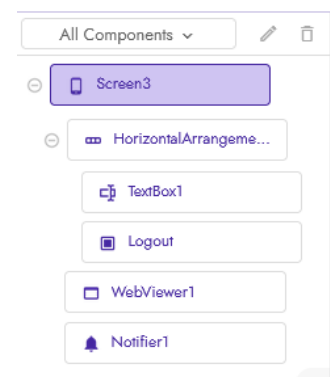 All Components
Screen3
HorizontalArrangeme...
TextBox1
Logout
WebViewer1
Notifier1